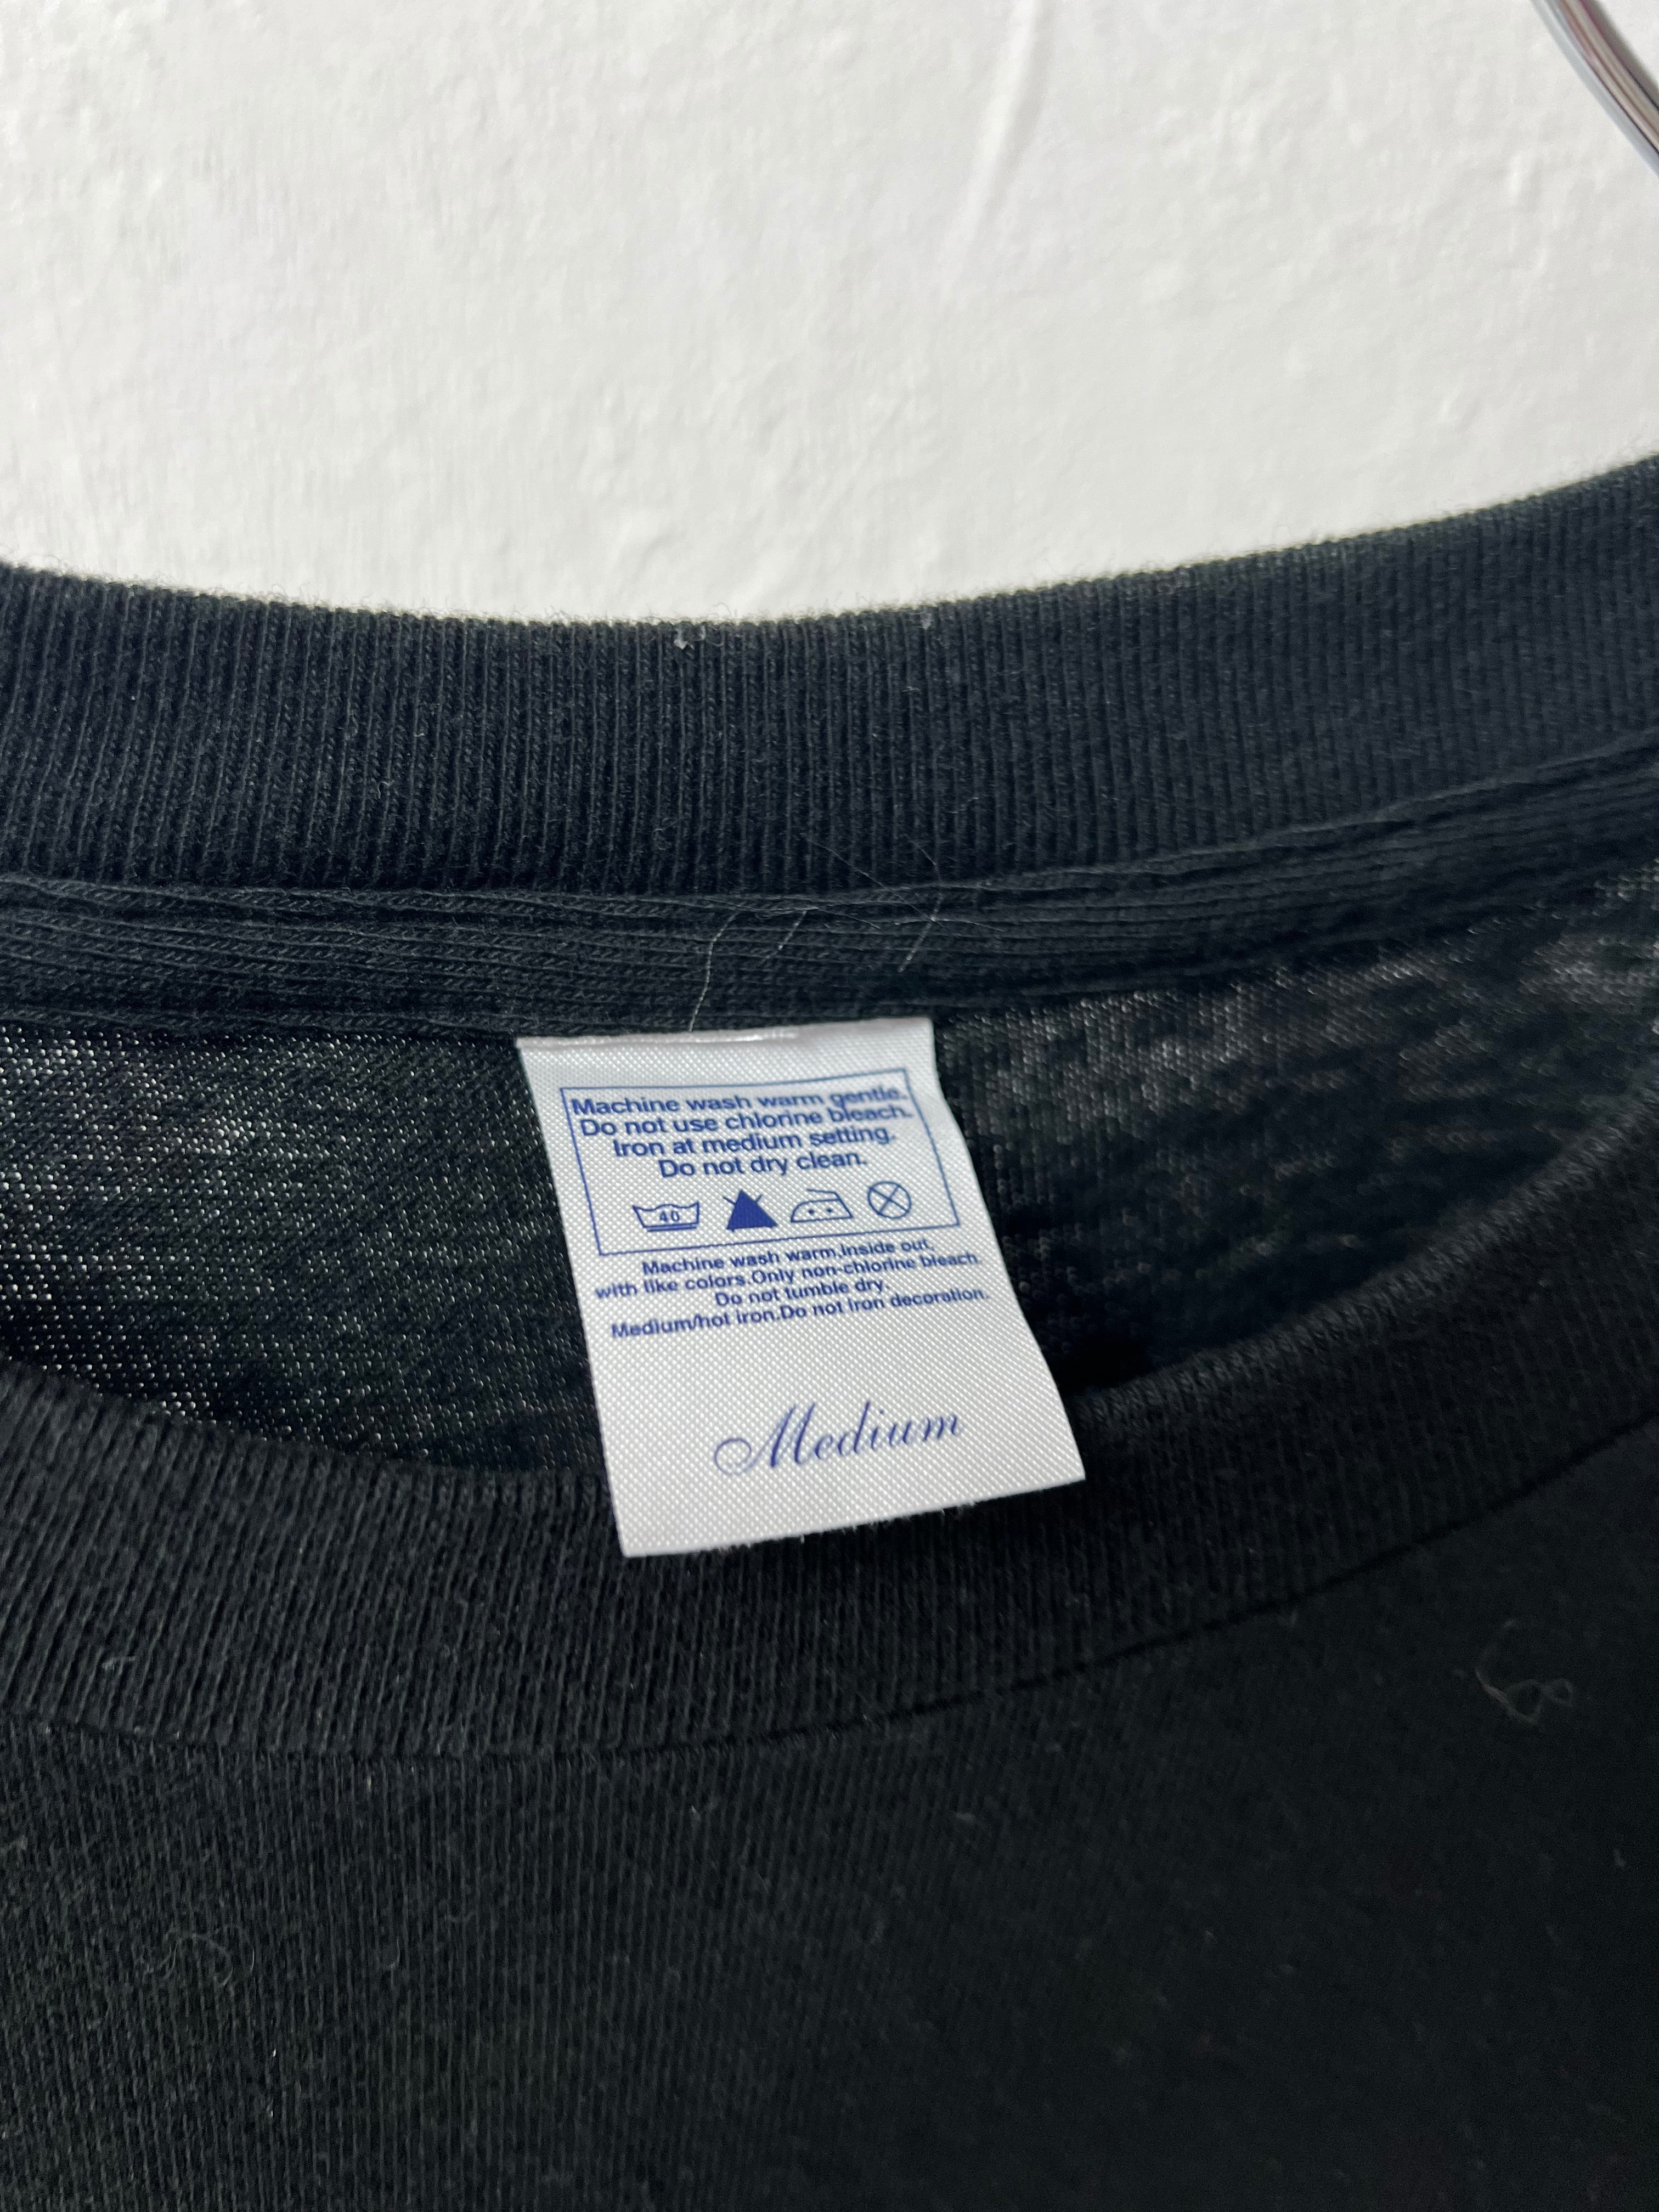 Machine wash warm gentle.
Do not use chlorine bleach.
Iron at medium setting.
Do not dry clean.
40
Machine wash warm,Inside out,
with like colors.Only non-chlorine bleach.
Do not tumble dry.
Medium/hot iron.Do not iron decoration.
Medium